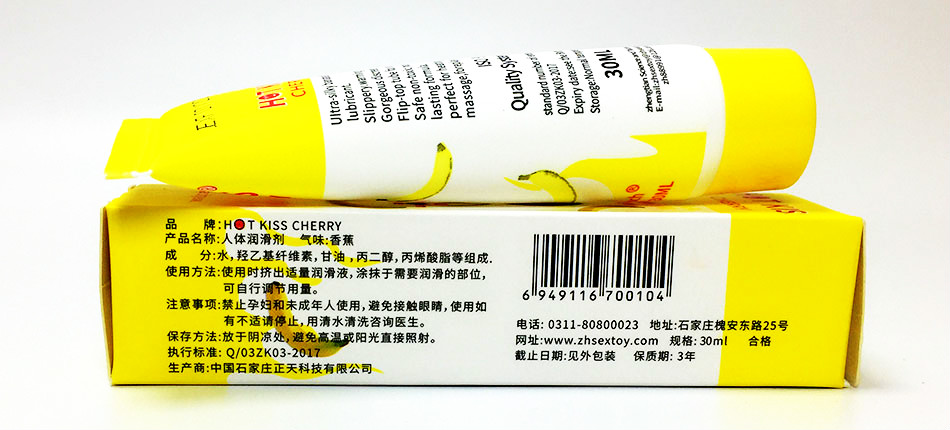 HOT
CHE
Ultra-silky
lubricant.
Slippery
Gorgeous
Flip-top
Safe non-toxic
lasting formula
perfect for
massage,
Quality Sys
standard number
Q/03ZK03-2017
Expiry date:see
Storage:Normal
30ML
E-mail:
品 牌:HOT KISS CHERRY
产品名称:人体润滑剂 气味:香蕉
成 分:水,羟乙基纤维素,甘油,丙二醇,丙烯酸脂等组成.
使用方法:使用时挤出适量润滑液,涂抹于需要润滑的部位,
可自行调节用量。
注意事项:禁止孕妇和未成年人使用,避免接触眼睛,使用如
有不适请停止,用清水清洗咨询医生。
保存方法:放于阴凉处,避免高温或阳光直接照射。
执行标准: Q/03ZK03-2017
生产商:中国石家庄正天科技有限公司
6 949116 700104
电话: 0311-80800023 地址:石家庄槐安东路25号
网址:www.zhsextoy.com 规格:30ml 合格
截止日期:见外包装 保质期:3年